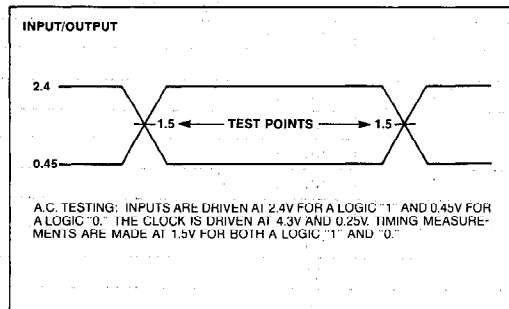 INPUT/OUTPUT
2.4
1.5 TEST POINTS 1.5
0.45
A.C. TESTING: INPUTS ARE DRIVEN AT 2.4V FOR A LOGIC "1" AND 0.45V FOR
A LOGIC "0." THE CLOCK IS DRIVEN AT 4.3V AND 0.25V. TIMING MEASURE-
MENTS ARE MADE AT 1.5V FOR BOTH A LOGIC "1" AND "0."